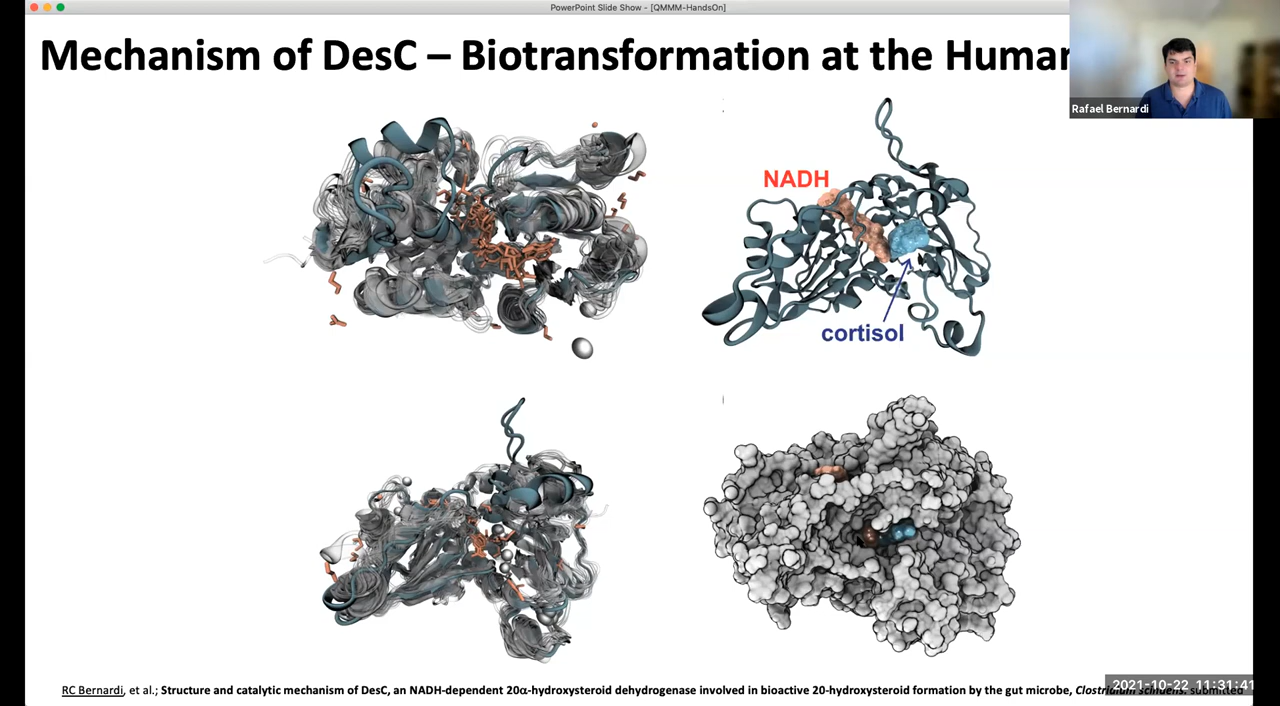 PowerPoint Slide Show - [QMMM-HandsOn]
Mechanism of DesC – Biotransformation at the Human
Rafael Bernardi
NADH
cortisol
RC Bernardi, et al.; Structure and catalytic mechanism of DesC, an NADH-dependent 20α-hydroxysteroid dehydrogenase involved in bioactive 20-hydroxysteroid formation by the gut microbe, Clostridium scindens. submitted
2021-10-22 11:31:41